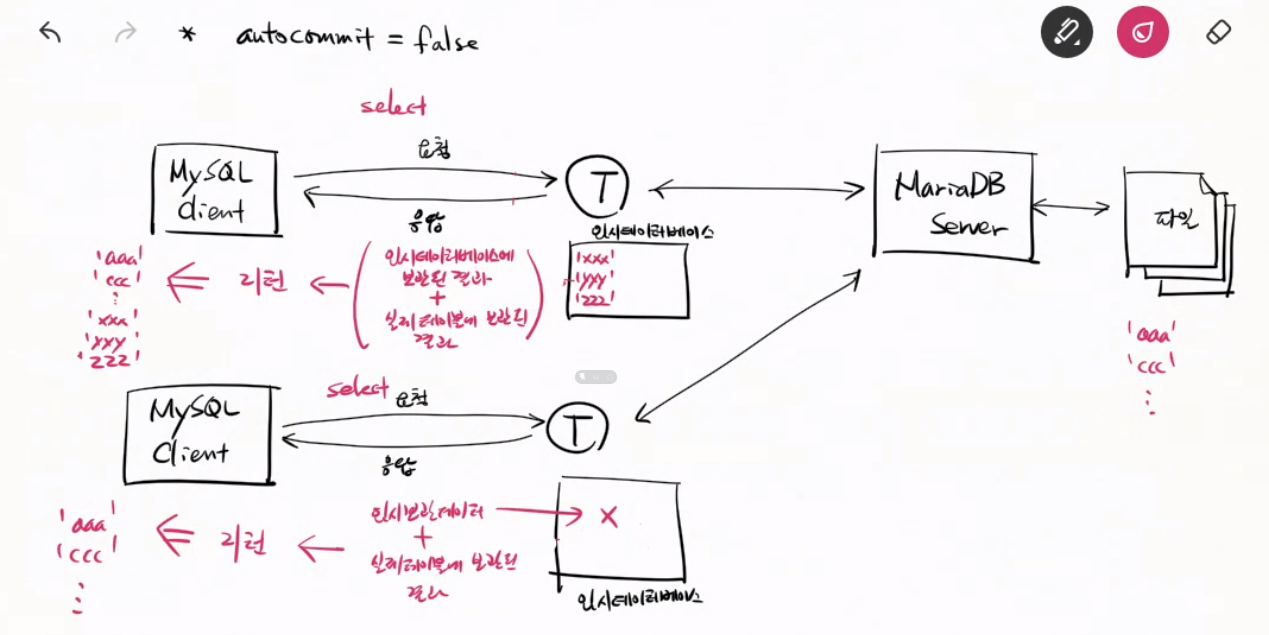 * autocommit = false
select
요청
MySQL
Client
응답
T
임시데이터베이스
'xxx'
'yyy'
'zzz'
MariaDB
Server
파일
'aaa'
'ccc'
⋮
임시데이터베이스에
보관된 결과
+
실제 테이블에 보관된
결과
리턴
'aaa'
'ccc'
⋮
'xxx'
'yyy'
'zzz'
select
요청
MySQL
Client
응답
T
임시보관데이터
+
실제테이블에 보관된
결과
X
임시데이터베이스
리턴
'aaa'
'ccc'
⋮